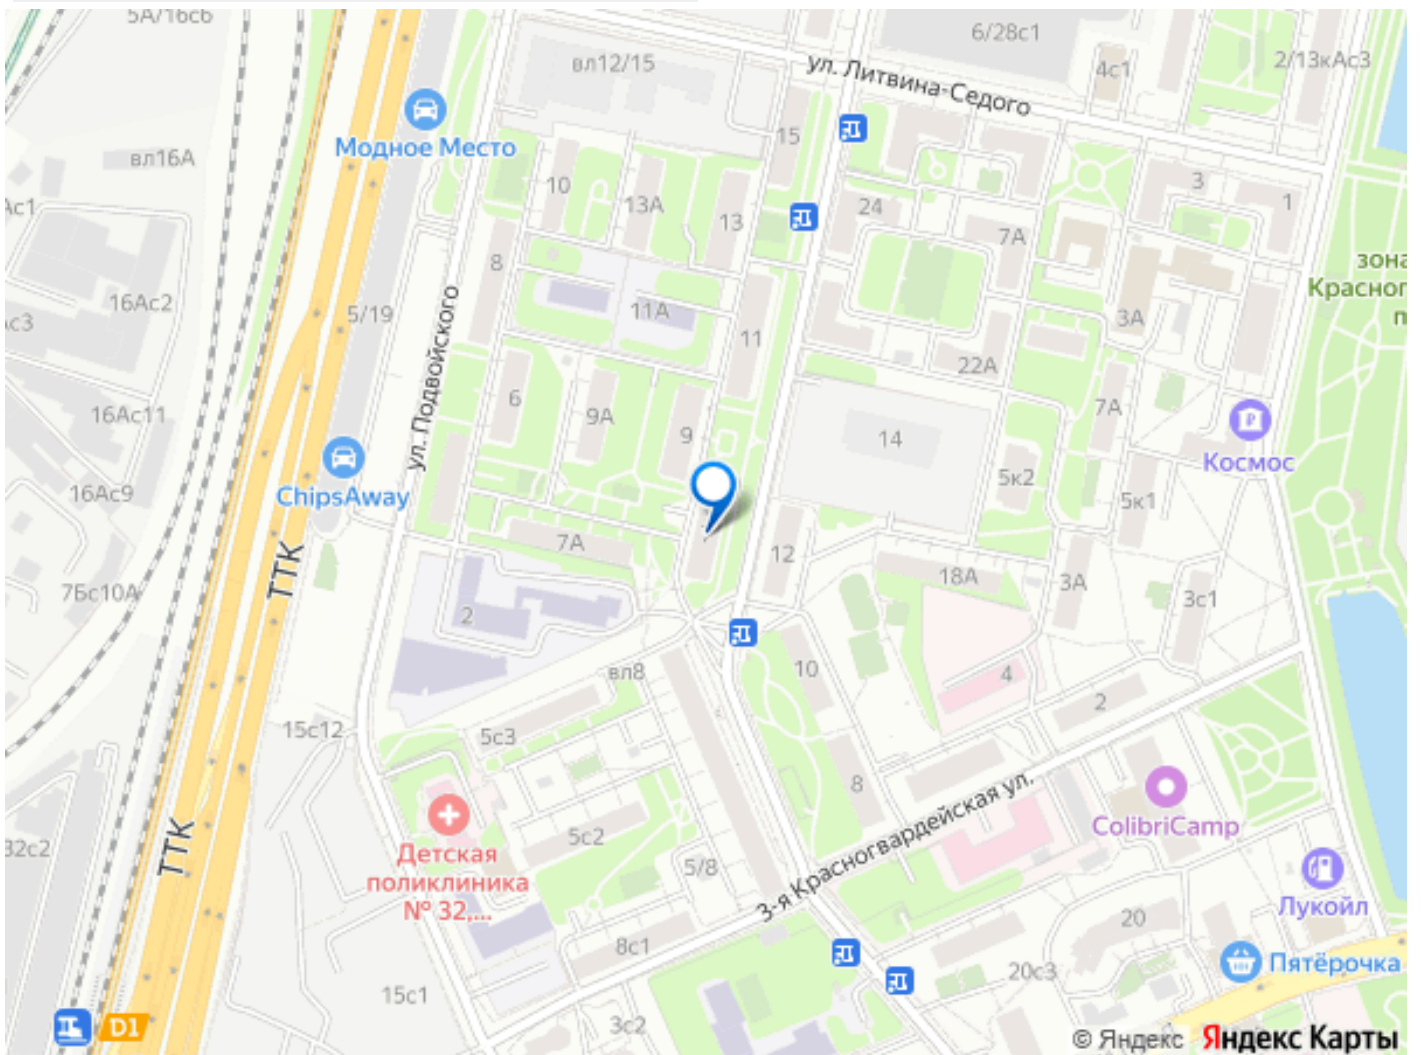 5А/16с6
6/28с1
вл12/15
ул. Литвина-Седого
4с1
2/13кАс3
Модное Место
15
вл16А
10
13А
13
24
7А
3
1
Ас1
8
зона
Красног
п
16Ас2
5/19
11А
11
3А
с3
ул. Подвойского
22А
6
9А
9
14
7А
16Ас11
Космос
16Ас9
ChipsAway
5к2
5к1
7А
12
18А
3А
3с1
7Бс10А
ТТК
2
10
вл8
4
2
15с12
5с3
8
3-я Красногвардейская ул.
ColibriCamp
32с2
ТТК
5с2
5/8
Детская
поликлиника
№ 32,...
Лукойл
8с1
20
20с3
Пятёрочка
15с1
3с2
D1
© Яндекс Яндекс Карты